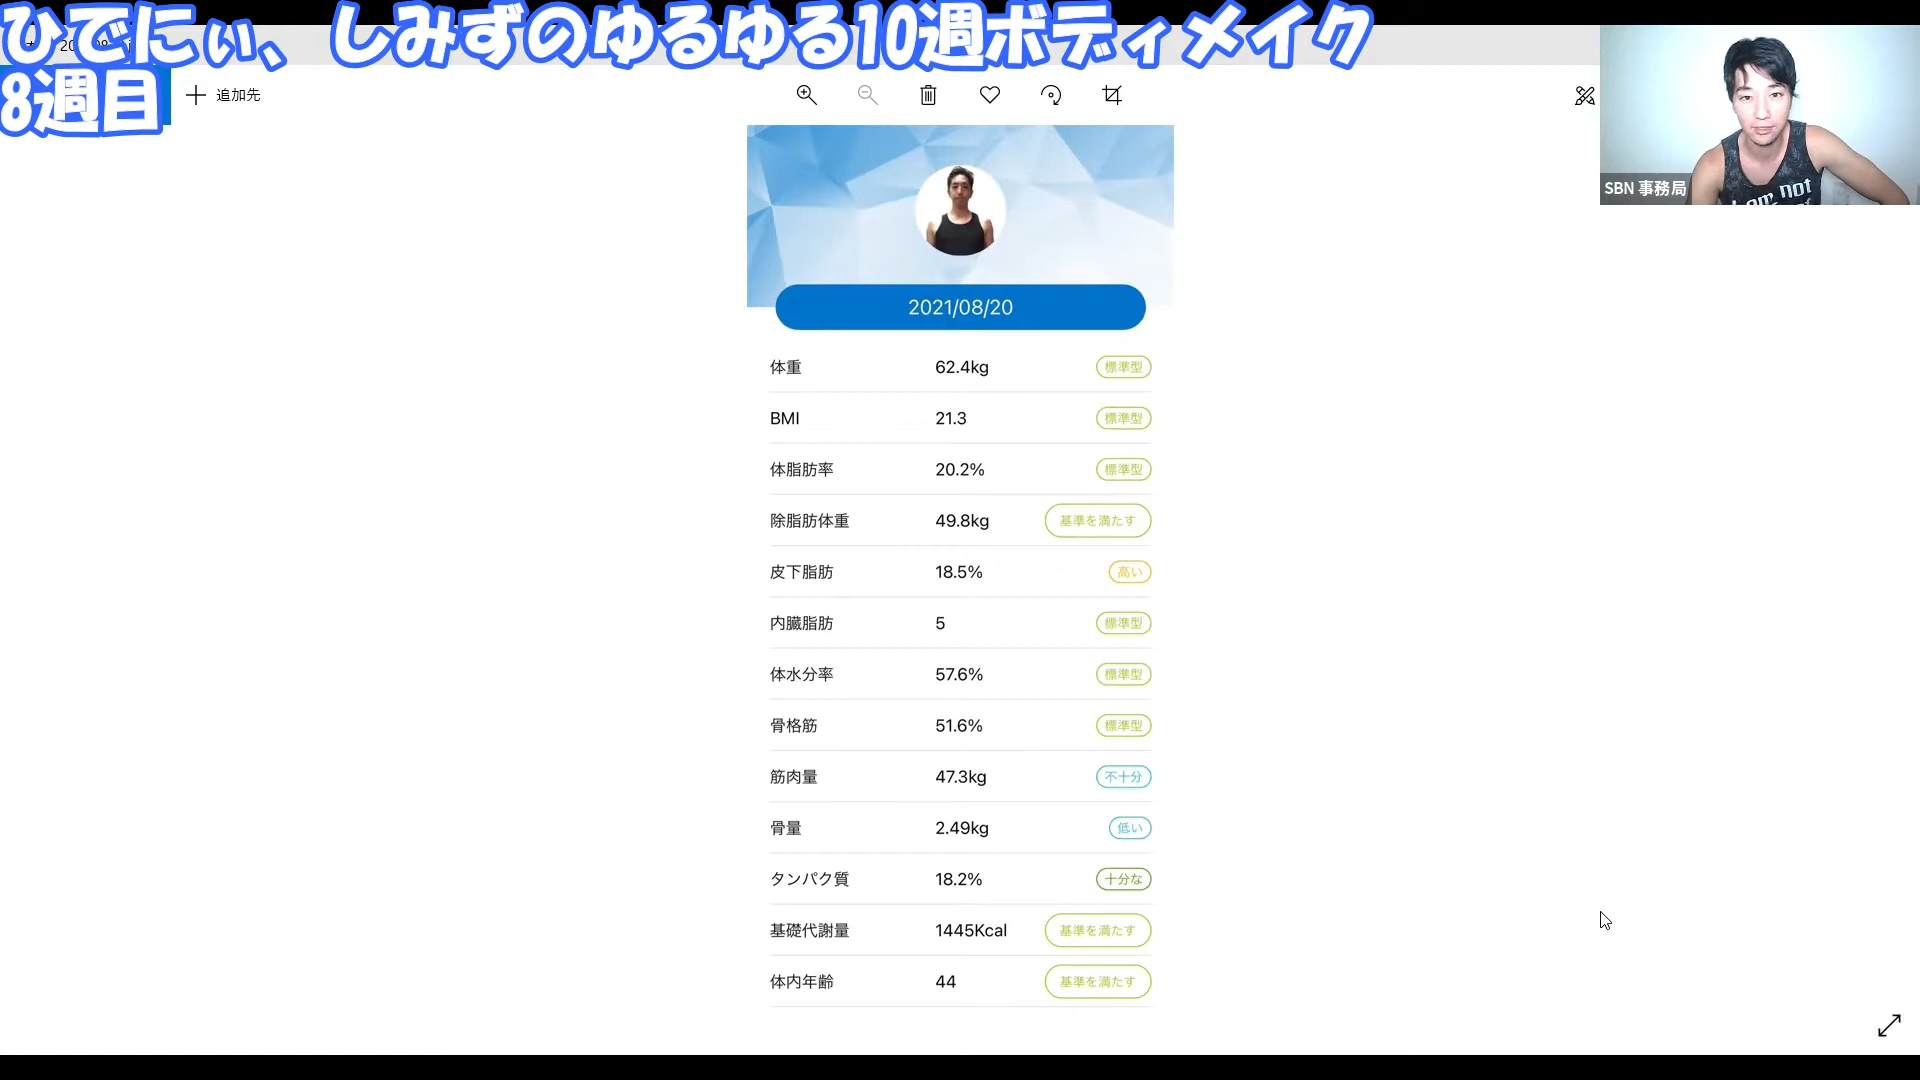 ひでにぃ、しみずのゆるゆる10週ボディメイク
8週目
追加先
SBN 事務局
I am not
2021/08/20
体重 62.4kg 標準型
BMI 21.3 標準型
体脂肪率 20.2% 標準型
除脂肪体重 49.8kg 基準を満たす
皮下脂肪 18.5% 高い
内臓脂肪 5 標準型
体水分率 57.6% 標準型
骨格筋 51.6% 標準型
筋肉量 47.3kg 不十分
骨量 2.49kg 低い
タンパク質 18.2% 十分な
基礎代謝量 1445Kcal 基準を満たす
体内年齢 44 基準を満たす